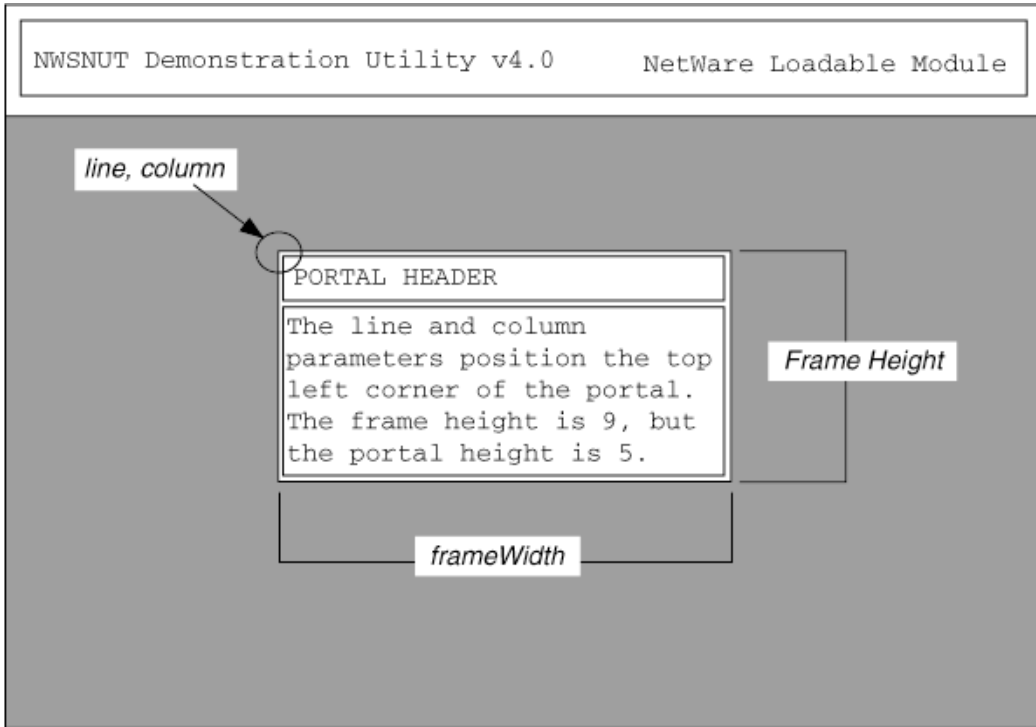 NWSNUT Demonstration Utility v4.0
NetWare Loadable Module
line, column
PORTAL HEADER
The line and column
parameters position the top
left corner of the portal.
The frame height is 9, but
the portal height is 5.
Frame Height
frameWidth